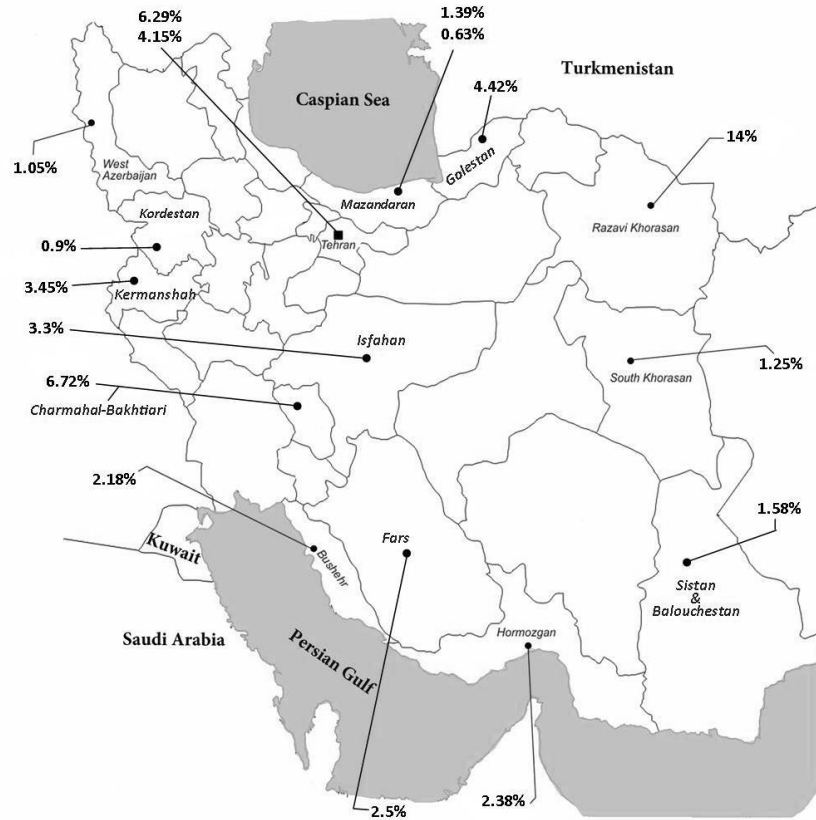 6.29%
4.15%
1.39%
0.63%
Turkmenistan
Caspian Sea
4.42%
14%
1.05%
West
Azerbaijan
Golestan
Kordestan
Mazandaran
Razavi Khorasan
Tehran
0.9%
3.45%
Kermanshah
3.3%
Isfahan
1.25%
6.72%
South Khorasan
Charmahal-Bakhtiari
2.18%
1.58%
Kuwait
Fars
Bushehr
Sistan
&
Balouchestan
Saudi Arabia
Hormozgan
Persian Gulf
2.38%
2.5%